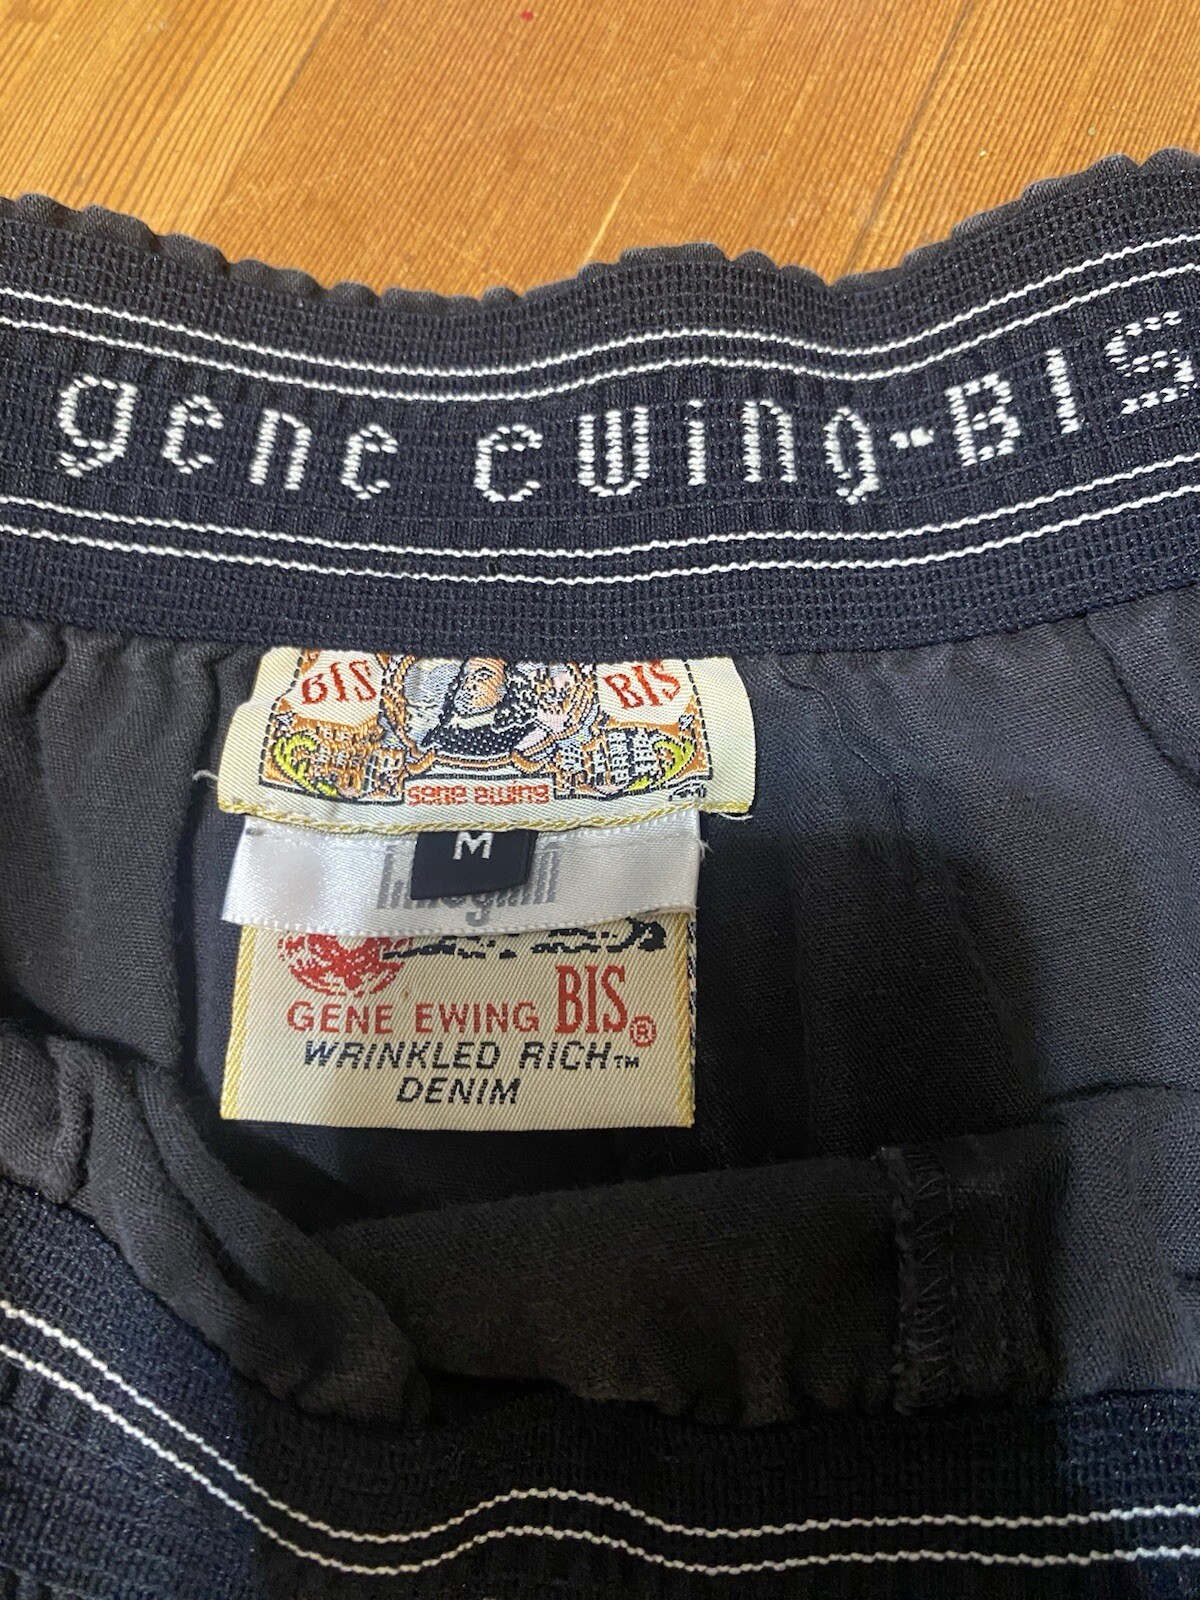 gene ewing-BIS
BIS
BIS
gene ewing
M
GENE EWING BIS®
WRINKLED RICH™
DENIM